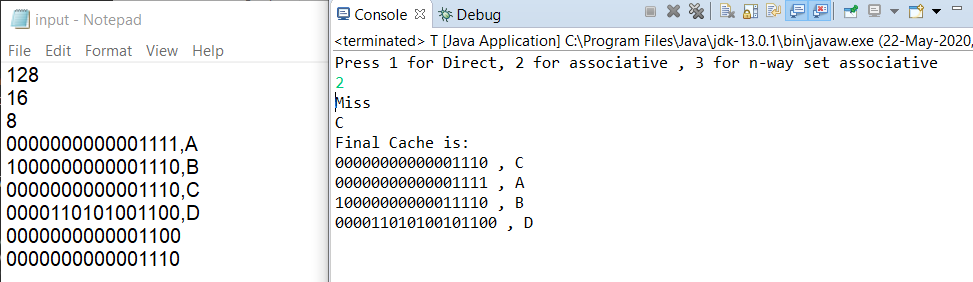 input - Notepad
File Edit Format View Help
128
16
8
0000000000001111,A
1000000000001110,B
0000000000001110,C
0000110101001100,D
0000000000001100
0000000000001110
Console Debug
<terminated> T [Java Application] C:\Program Files\Java\jdk-13.0.1\bin\javaw.exe (22-May-2020,
Press 1 for Direct, 2 for associative , 3 for n-way set associative
2
Miss
C
Final Cache is:
00000000000001110 , C
00000000000001111 , A
10000000000011110 , B
000011010100101100 , D